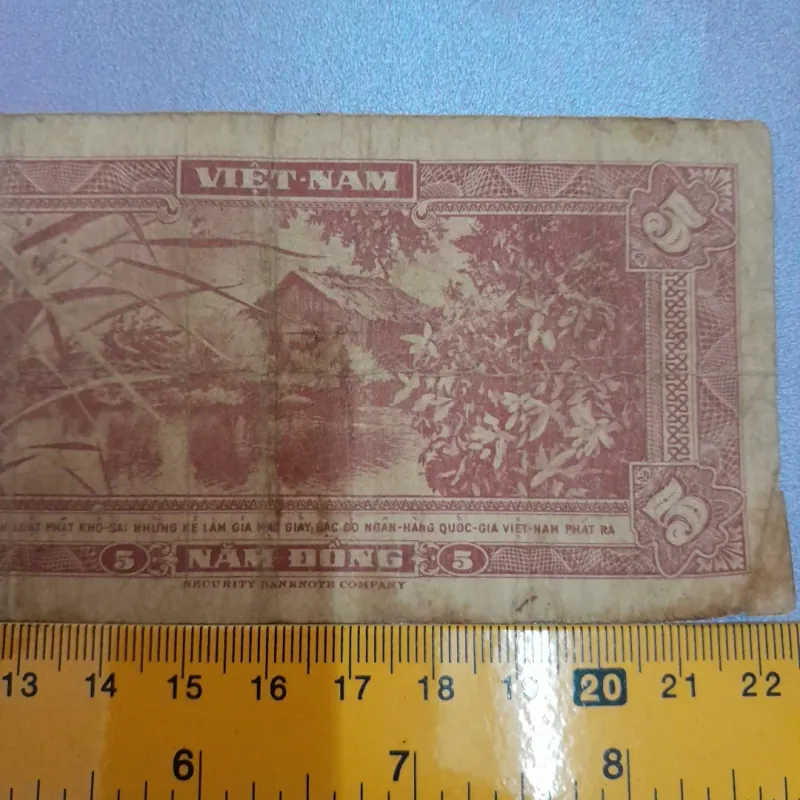 VIỆT-NAM
5
5
LUẬT PHÁT KHỔ-SAI NHỮNG KẺ LÀM GIẢ MẠO GIẤY, BẠC DO NGÂN-HÀNG QUỐC-GIA VIỆT-NAM PHÁT RA
5 NĂM ĐỒNG 5
SECURITY BANKNOTE COMPANY
13 14 15 16 17 18 19 20 21 22
6 7 8